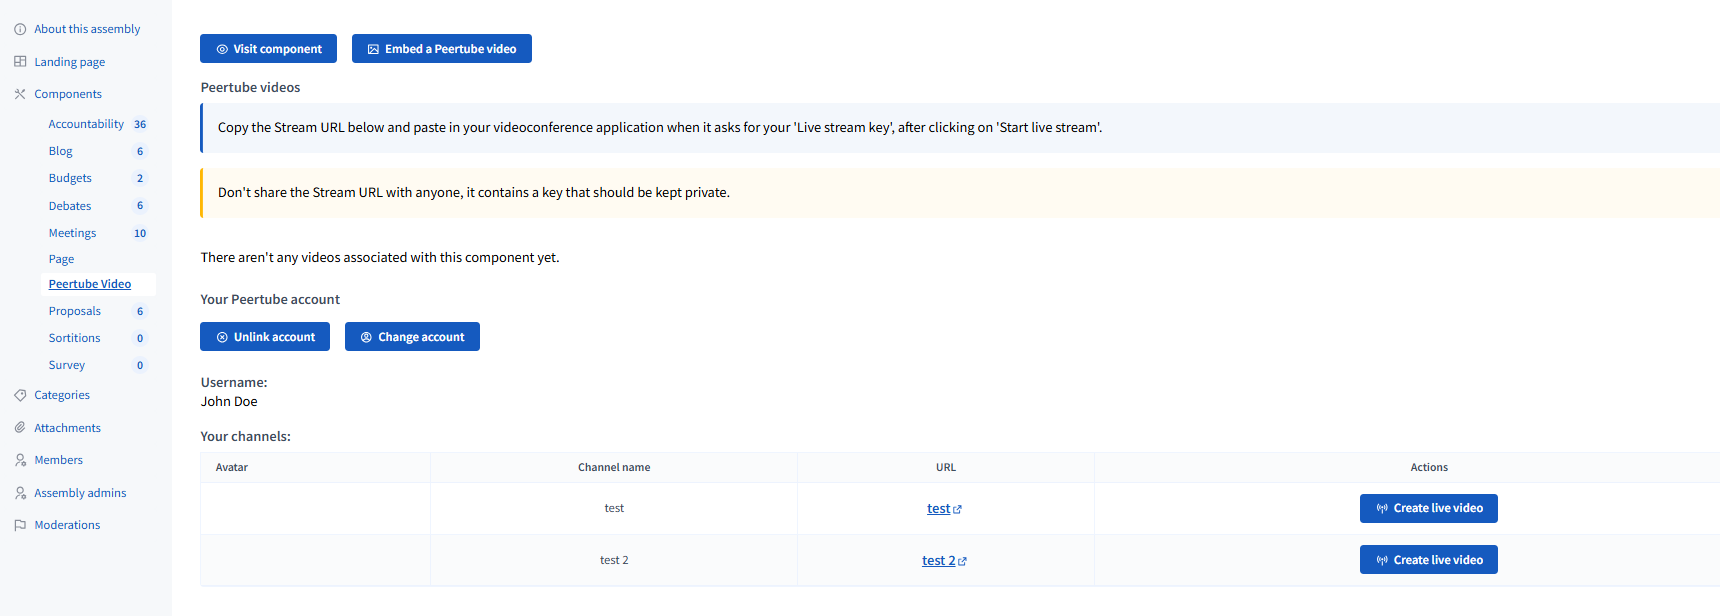 About this assembly
Landing page
Components
Accountability 36
Blog 6
Budgets 2
Debates 6
Meetings 10
Page
Peertube Video
Proposals 6
Sortitions 0
Survey 0
Categories
Attachments
Members
Assembly admins
Moderations
Visit component Embed a Peertube video
Peertube videos
Copy the Stream URL below and paste in your videoconference application when it asks for your 'Live stream key', after clicking on 'Start live stream'.
Don't share the Stream URL with anyone, it contains a key that should be kept private.
There aren't any videos associated with this component yet.
Your Peertube account
Unlink account Change account
Username:
John Doe
Your channels:
Avatar Channel name URL Actions
test test Create live video
test 2 test 2 Create live video